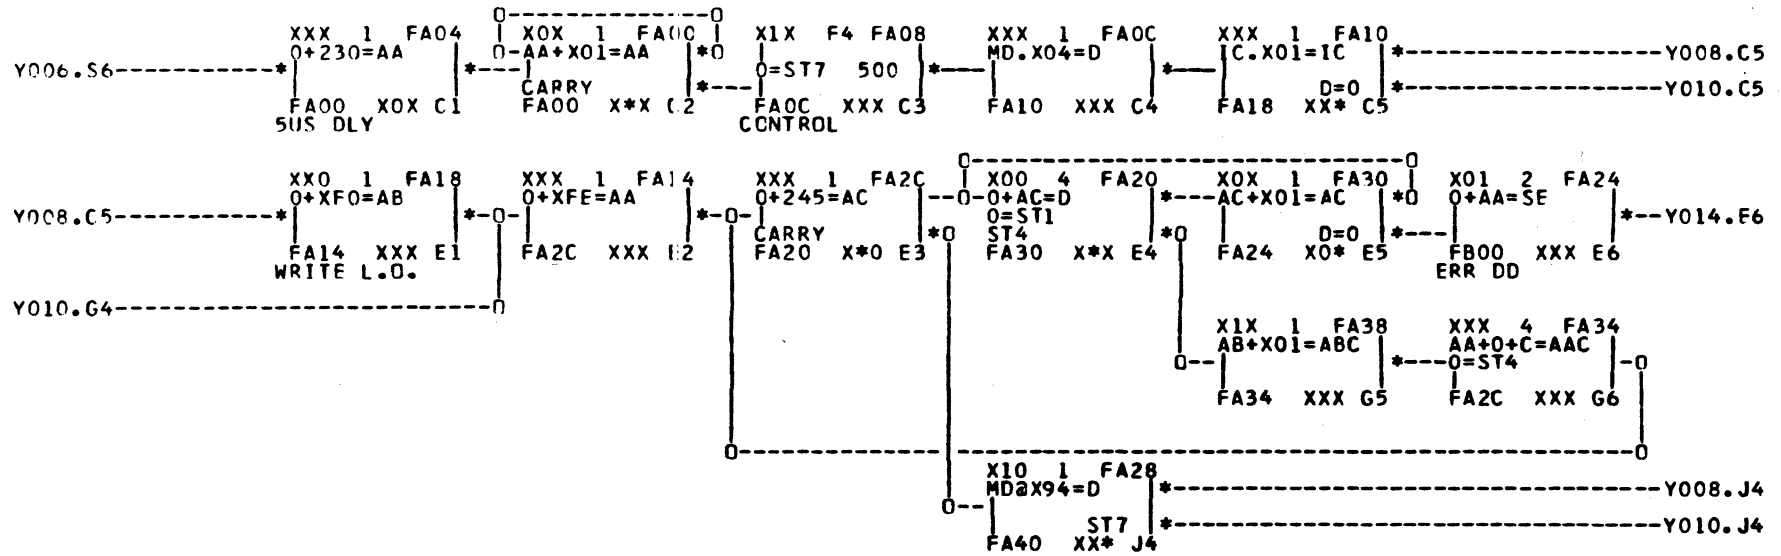 XXX 1 FA04 X0X 1 FA00 X1X F4 FA08 XXX 1 FA0C XXX 1 FA10
0+230=AA AA+X01=AA MD.X04=D IC.X01=IC Y008.C5
Y006.S6 0=ST7 500
CARRY D=0 Y010.C5
FA00 X0X C1 FA00 X*X C2 FA0C XXX C3 FA10 XXX C4 FA18 XX* C5
5US DLY CONTROL
XX0 1 FA18 XXX 1 FA14 XXX 1 FA2C X00 4 FA20 X0X 1 FA30 X01 2 FA24
0+XF0=AB 0+XFE=AA 0+245=AC 0+AC=D AC+X01=AC 0+AA=SE
Y008.C5 0=ST1 Y014.E6
CARRY ST4 D=0
FA14 XXX E1 FA2C XXX E2 FA20 X*0 E3 FA30 X*X E4 FA24 X0* E5 FB00 XXX E6
WRITE L.O. ERR DD
Y010.G4
X1X 1 FA38 XXX 4 FA34
AB+X01=ABC AA+0+C=AAC
0=ST4
FA34 XXX G5 FA2C XXX G6
X10 1 FA28
MD@X94=D Y008.J4
ST7 Y010.J4
FA40 XX* J4